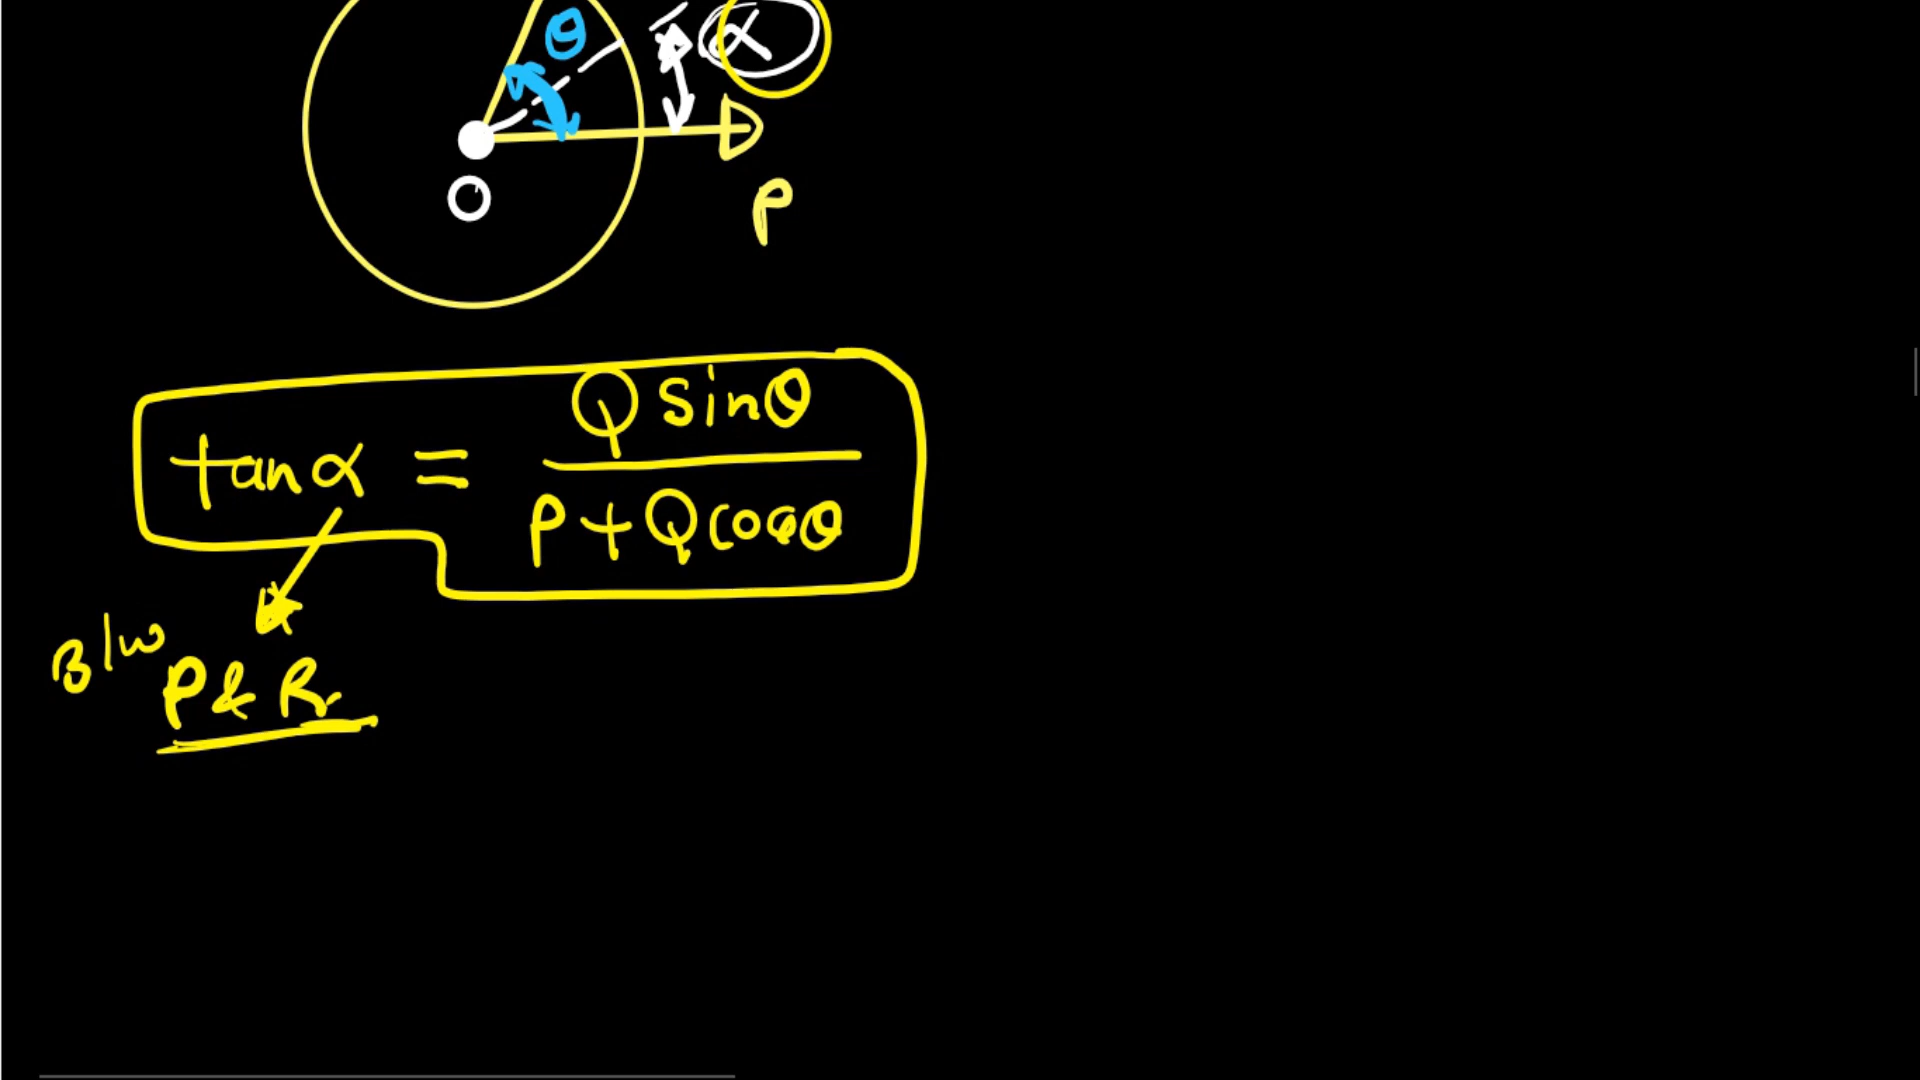 θ α
O
P
tanα = Q sinθ / P + Q cosθ
B/w
P & R